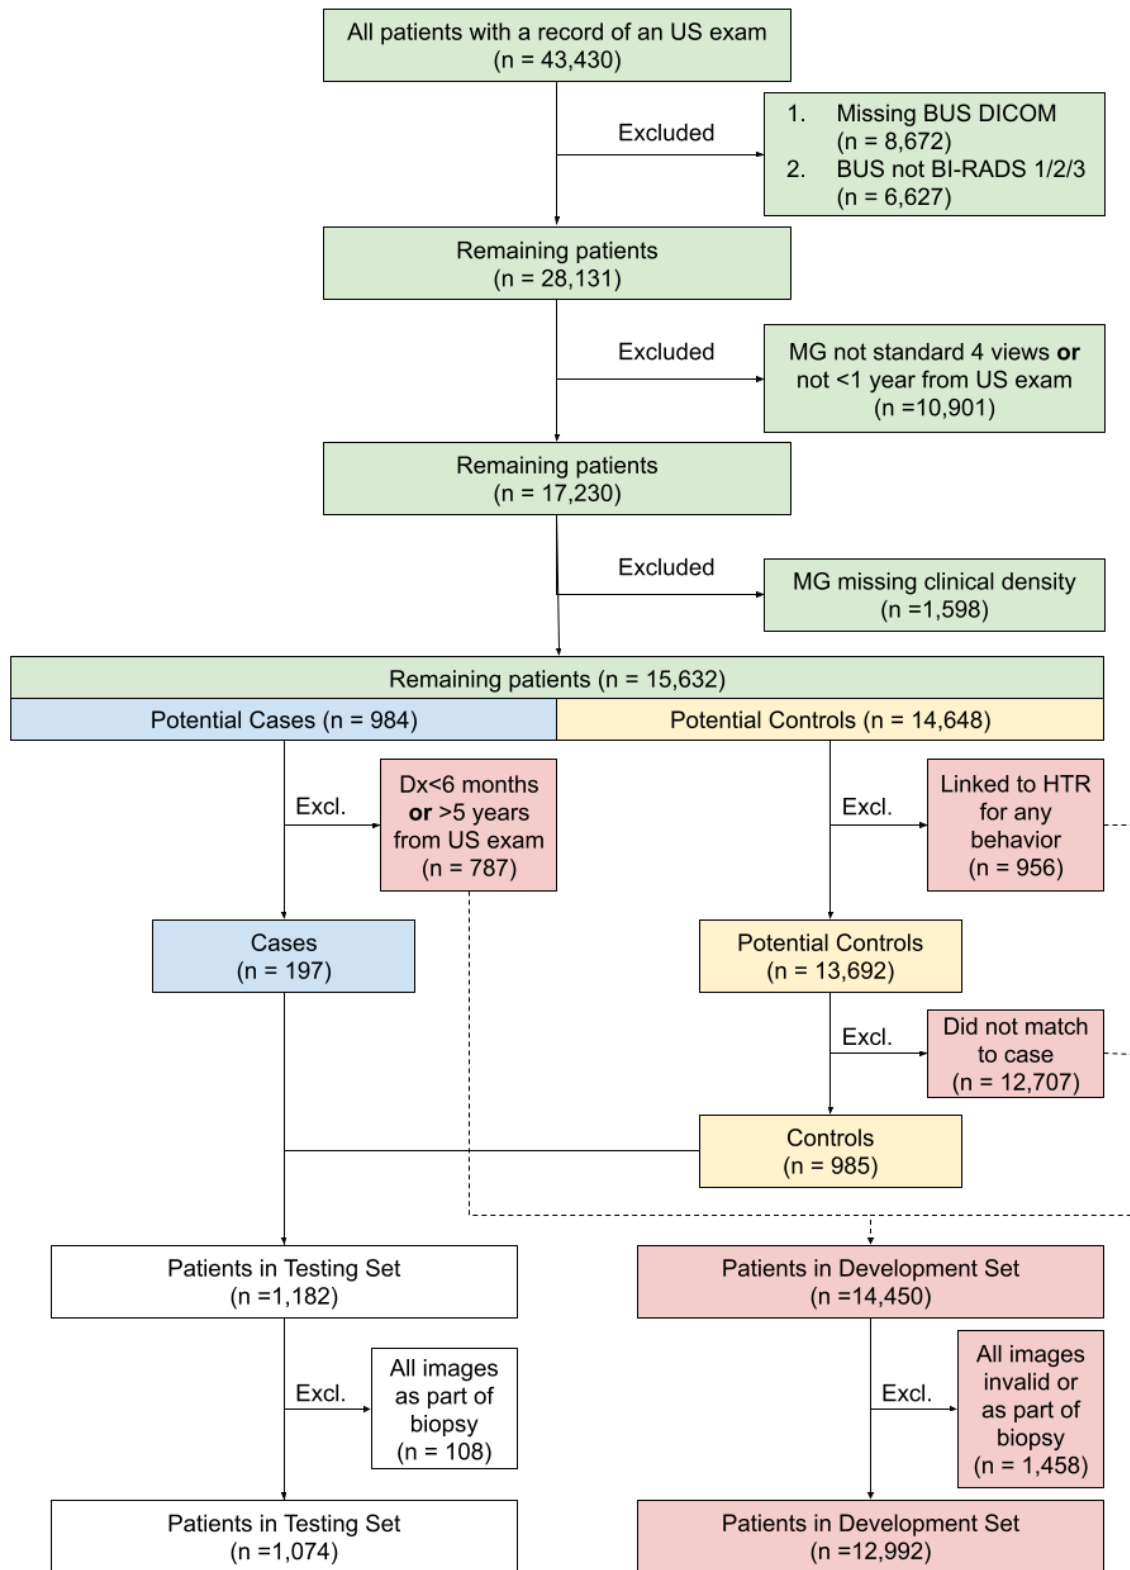 All patients with a record of an US exam
(n = 43,430)
Excluded
1. Missing BUS DICOM
(n = 8,672)
2. BUS not BI-RADS 1/2/3
(n = 6,627)
Remaining patients
(n = 28,131)
Excluded
MG not standard 4 views or
not <1 year from US exam
(n =10,901)
Remaining patients
(n = 17,230)
Excluded
MG missing clinical density
(n =1,598)
Remaining patients (n = 15,632)
Potential Cases (n = 984)
Potential Controls (n = 14,648)
Excl.
Dx<6 months
or >5 years
from US exam
(n = 787)
Excl.
Linked to HTR
for any
behavior
(n = 956)
Cases
(n = 197)
Potential Controls
(n = 13,692)
Excl.
Did not match
to case
(n = 12,707)
Controls
(n = 985)
Patients in Testing Set
(n =1,182)
Patients in Development Set
(n =14,450)
Excl.
All images
as part of
biopsy
(n = 108)
Excl.
All images
invalid or
as part of
biopsy
(n = 1,458)
Patients in Testing Set
(n =1,074)
Patients in Development Set
(n =12,992)